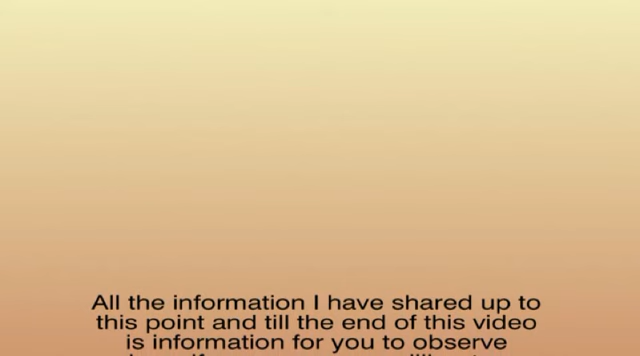 All the information I have shared up to
this point and till the end of this video
is information for you to observe